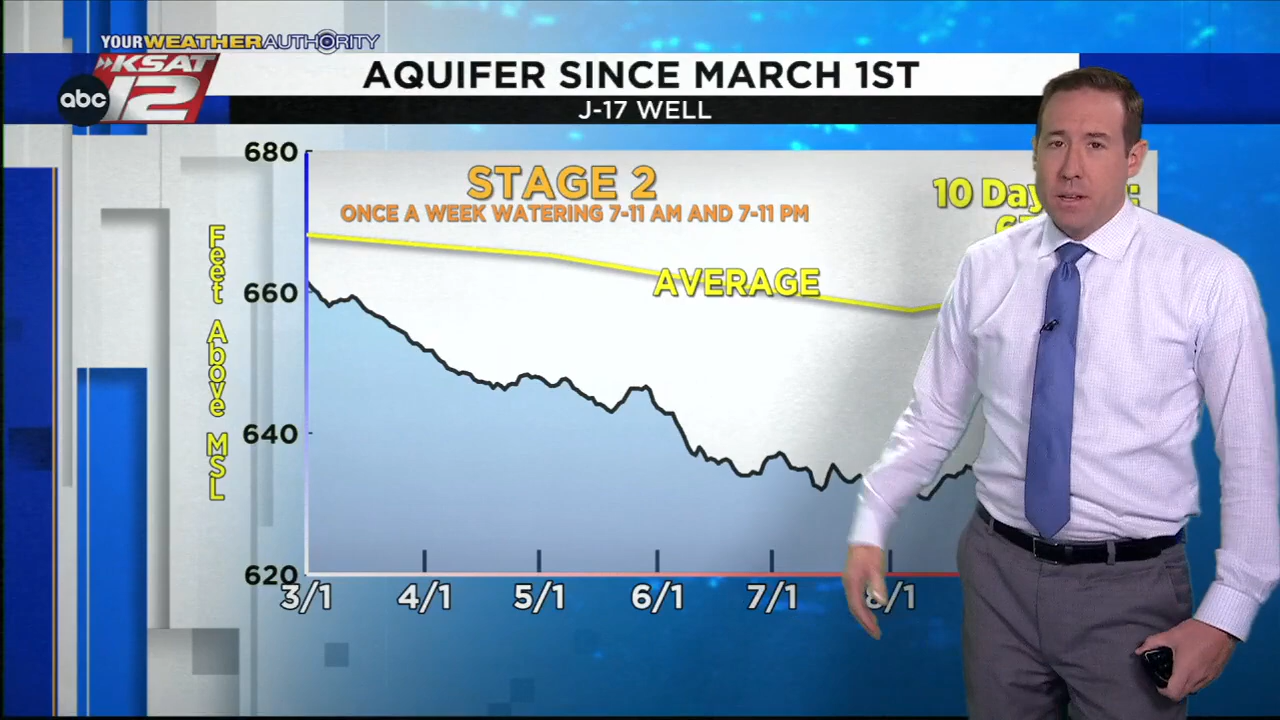 YOURWEATHERAUTHORITY
KSAT
abc 12
AQUIFER SINCE MARCH 1ST
J-17 WELL
680
STAGE 2
ONCE A WEEK WATERING 7-11 AM AND 7-11 PM
10 Day
AVERAGE
Feet Above MSL
660
640
620
3/1 4/1 5/1 6/1 7/1 8/1